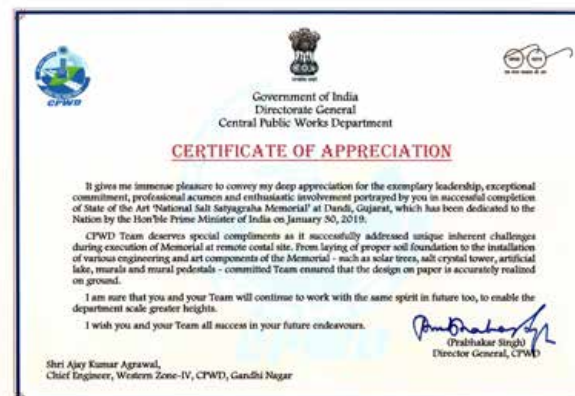 CPWD
Government of India
Directorate General
Central Public Works Department
CERTIFICATE OF APPRECIATION
It gives me immense pleasure to convey my deep appreciation for the exemplary leadership, exceptional
commitment, professional acumen and enthusiastic involvement portrayed by you in successful completion
of State of the Art 'National Salt Satyagraha Memorial' at Dandi, Gujarat, which has been dedicated to the
Nation by the Hon'ble Prime Minister of India on January 30, 2019.
CPWD Team deserves special compliments as it successfully addressed unique inherent challenges
during execution of Memorial at remote costal site. From laying of proper soil foundation to the installation
of various engineering and art components of the Memorial - such as solar trees, salt crystal tower, artificial
lake, murals and mural pedestals - committed Team ensured that the design on paper is accurately realized
on ground.
I am sure that you and your Team will continue to work with the same spirit in future too, to enable the
department scale greater heights.
I wish you and your Team all success in your future endeavours.
(Prabhakar Singh)
Director General, CPWD
Shri Ajay Kumar Agrawal,
Chief Engineer, Western Zone-IV, CPWD, Gandhi Nagar